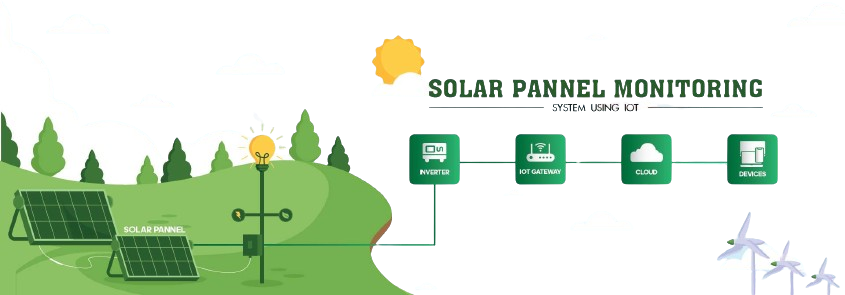 SOLAR PANNEL MONITORING
SYSTEM USING IOT
INVERTER
IOT GATEWAY
CLOUD
DEVICES
SOLAR PANNEL